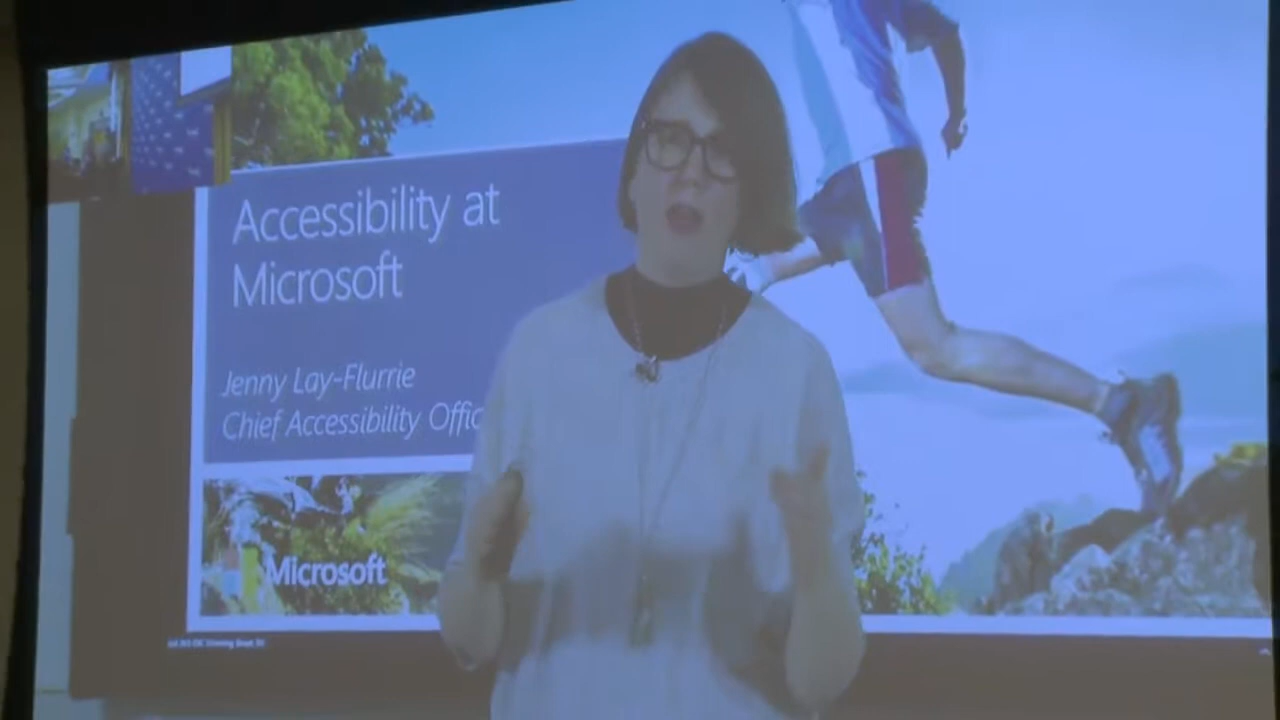 Accessibility at
Microsoft
Jenny Lay-Flurrie
Chief Accessibility Offic
Microsoft